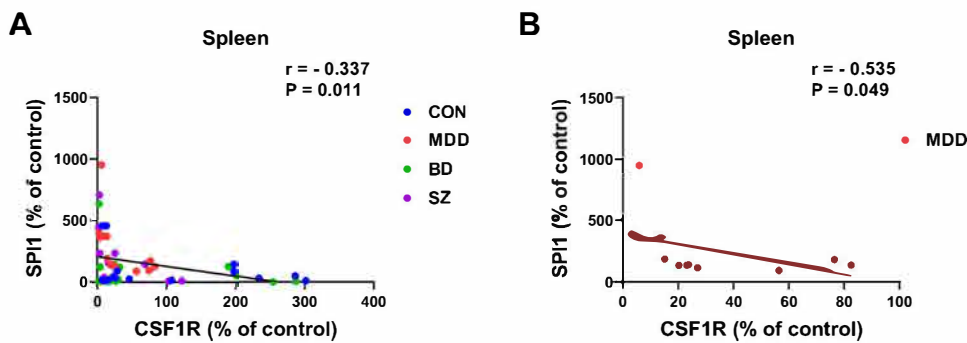 A
Spleen
r = - 0.337
P = 0.011
SPI1 (% of control)
1500
1000
500
0
0
100
200
300
400
CSF1R (% of control)
CON
MDD
BD
SZ
B
Spleen
r = - 0.535
P = 0.049
SPI1 (% of control)
1500
1000
500
0
0
20
40
60
80
100
CSF1R (% of control)
MDD